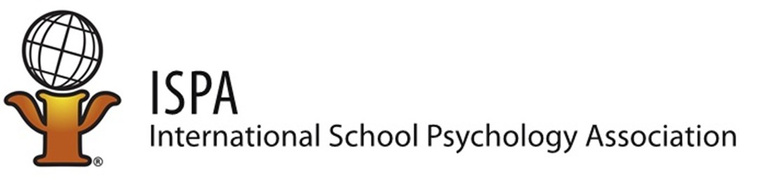 ISPA
International School Psychology Association
®